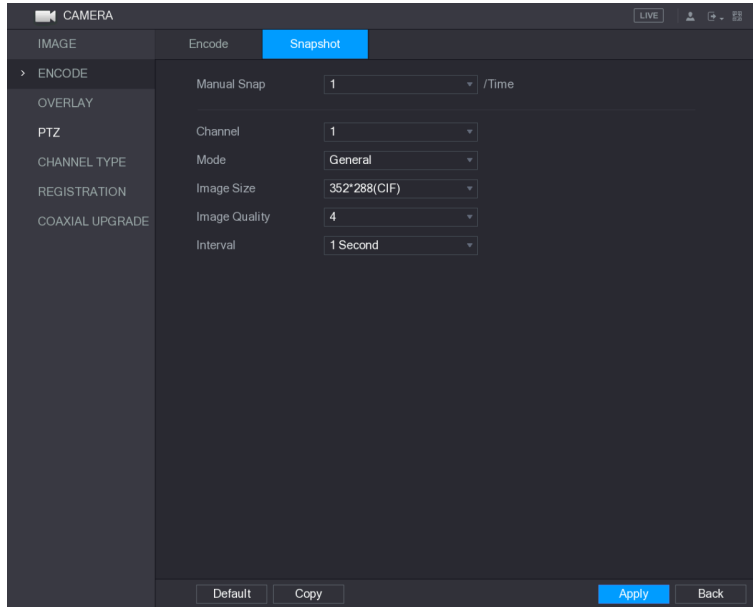 CAMERA LIVE
IMAGE
ENCODE
OVERLAY
PTZ
CHANNEL TYPE
REGISTRATION
COAXIAL UPGRADE
Encode Snapshot
Manual Snap 1 /Time
Channel 1
Mode General
Image Size 352*288(CIF)
Image Quality 4
Interval 1 Second
Default Copy Apply Back